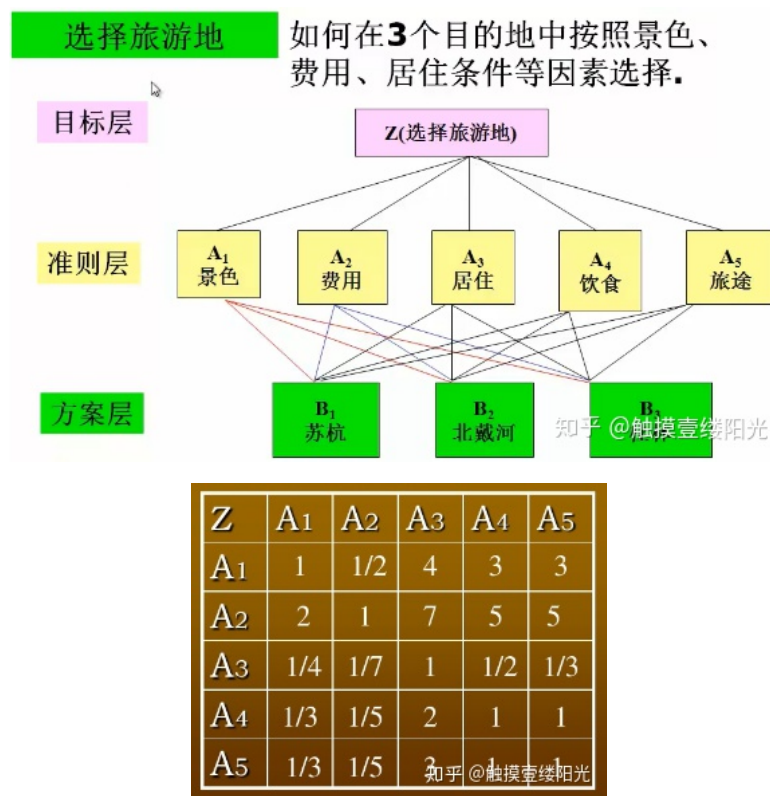 选择旅游地
如何在3个目的地中按照景色、
费用、居住条件等因素选择.
目标层
Z(选择旅游地)
准则层
A1
景色
A2
费用
A3
居住
A4
饮食
A5
旅途
方案层
B1
苏杭
B2
北戴河
B3
知乎 @触摸壹缕阳光
Z A1 A2 A3 A4 A5
A1 1 1/2 4 3 3
A2 2 1 7 5 5
A3 1/4 1/7 1 1/2 1/3
A4 1/3 1/5 2 1 1
A5 1/3 1/5 3 1 1
知乎 @触摸壹缕阳光